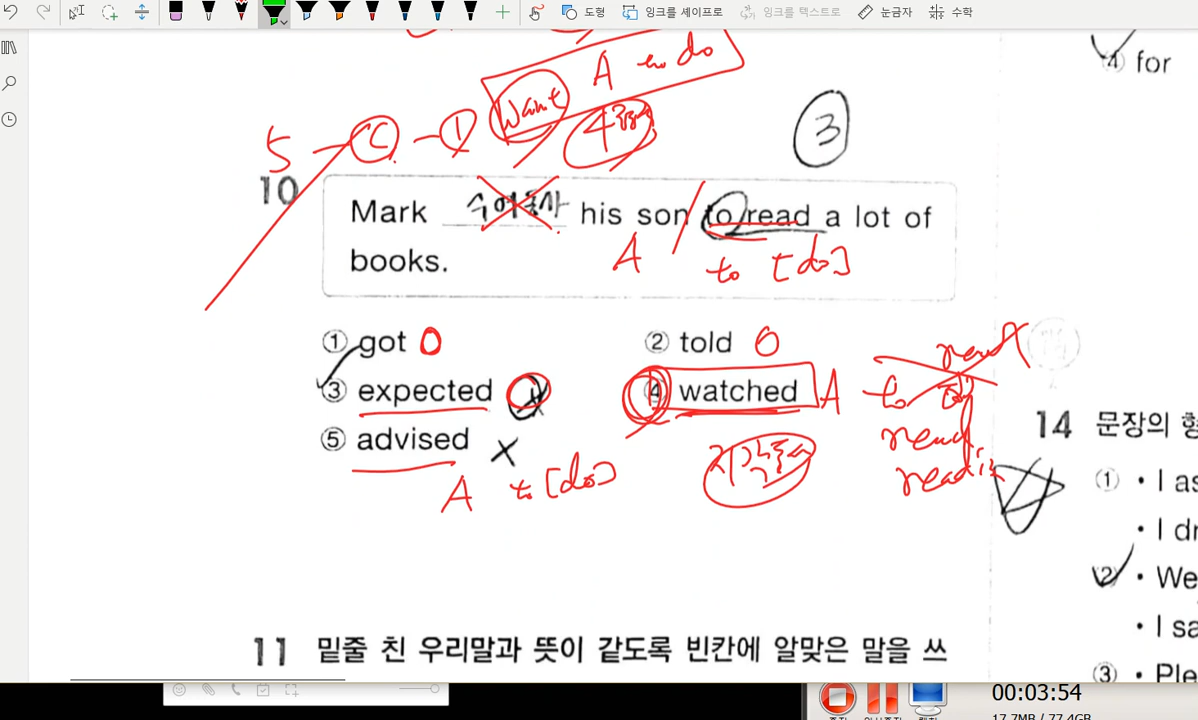 도형 잉크를 셰이프로 잉크를 텍스트로 눈금자 수학
④ for
want A to do
5 - C - ①
3
10
Mark 수여동사 his son to read a lot of
books.
A to [do]
① got O
② told O
③ expected
④ watched A
⑤ advised X
A to [do]
지각동사
read
14 문장의 형
① • I as
• I dr
② • We
• I sa
③ • Ple
11 밑줄 친 우리말과 뜻이 같도록 빈칸에 알맞은 말을 쓰
00:03:54
17.7MB / 77.4GB